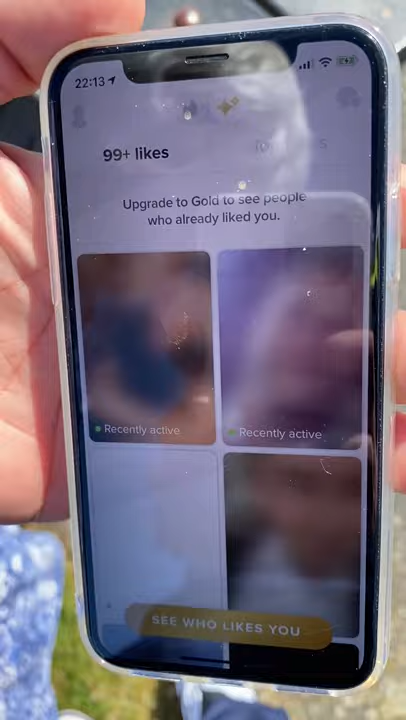 22:13
99+ likes
Upgrade to Gold to see people
who already liked you.
Recently active
Recently active
SEE WHO LIKES YOU